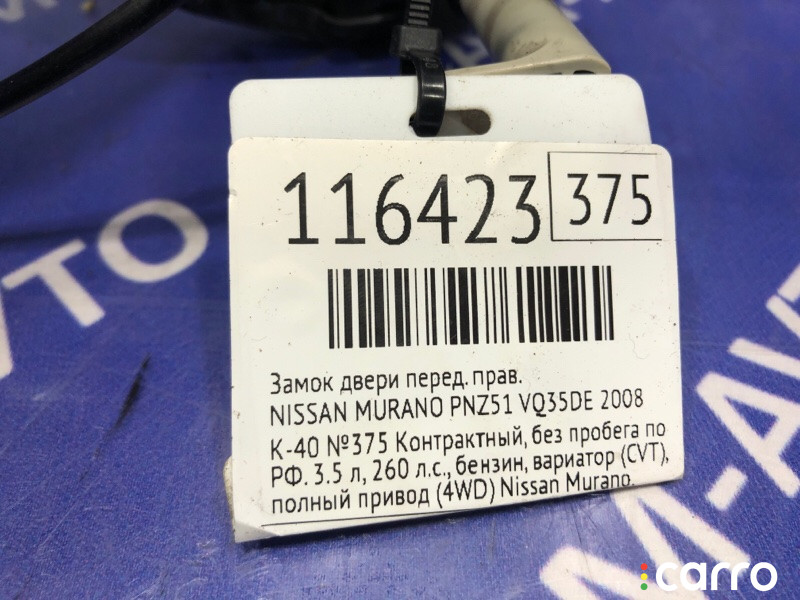 116423 375
Замок двери перед. прав.
NISSAN MURANO PNZ51 VQ35DE 2008
К-40 №375 Контрактный, без пробега по
РФ. 3.5 л, 260 л.с., бензин, вариатор (CVT),
полный привод (4WD) Nissan Murano.
carro